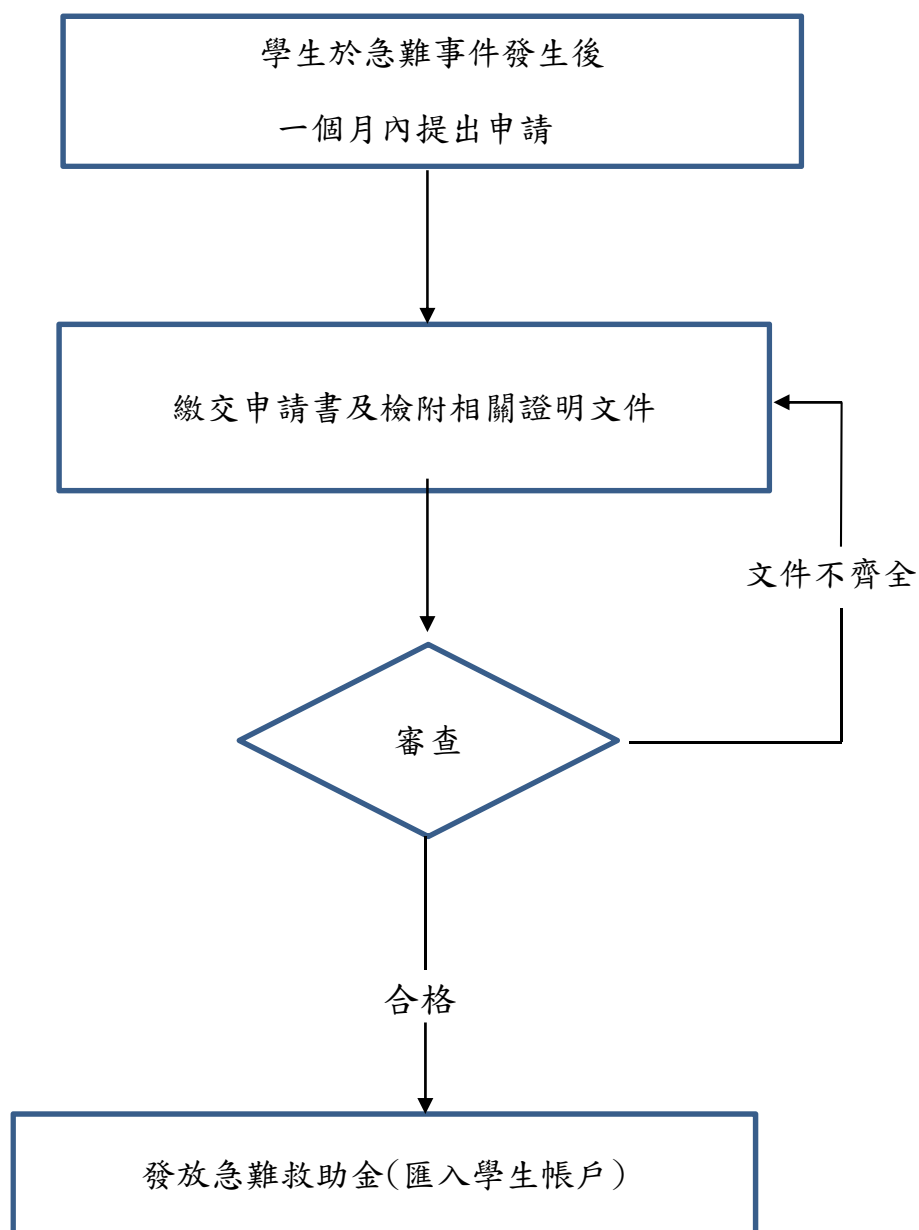 學生於急難事件發生後
一個月內提出申請
繳交申請書及檢附相關證明文件
文件不齊全
審查
合格
發放急難救助金(匯入學生帳戶)